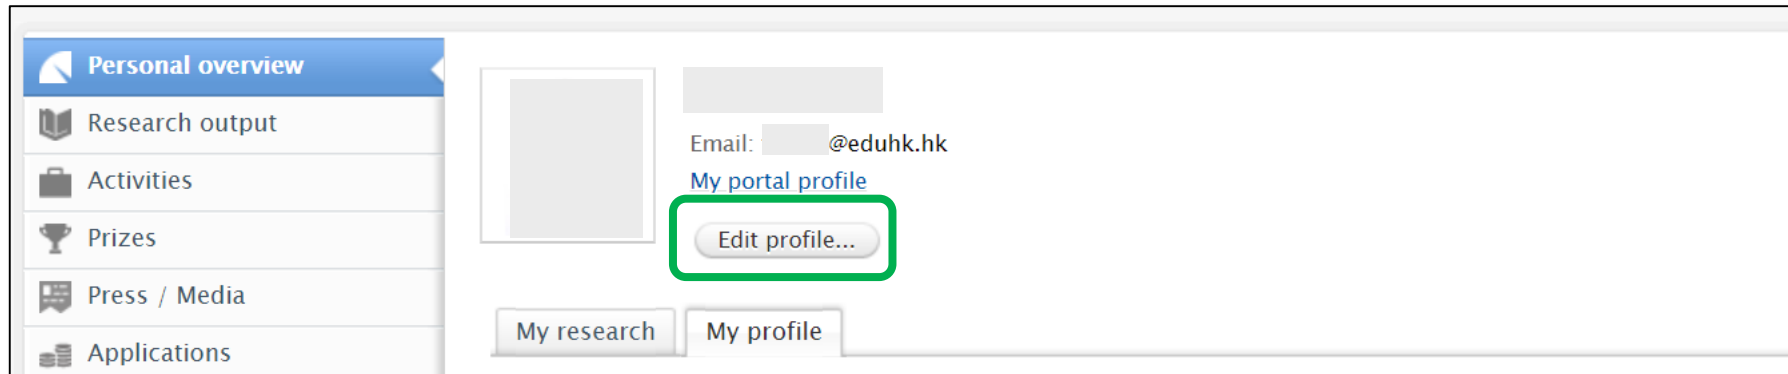 Personal overview
Research output
Activities
Prizes
Press / Media
Applications
Email: @eduhk.hk
My portal profile
Edit profile...
My research
My profile